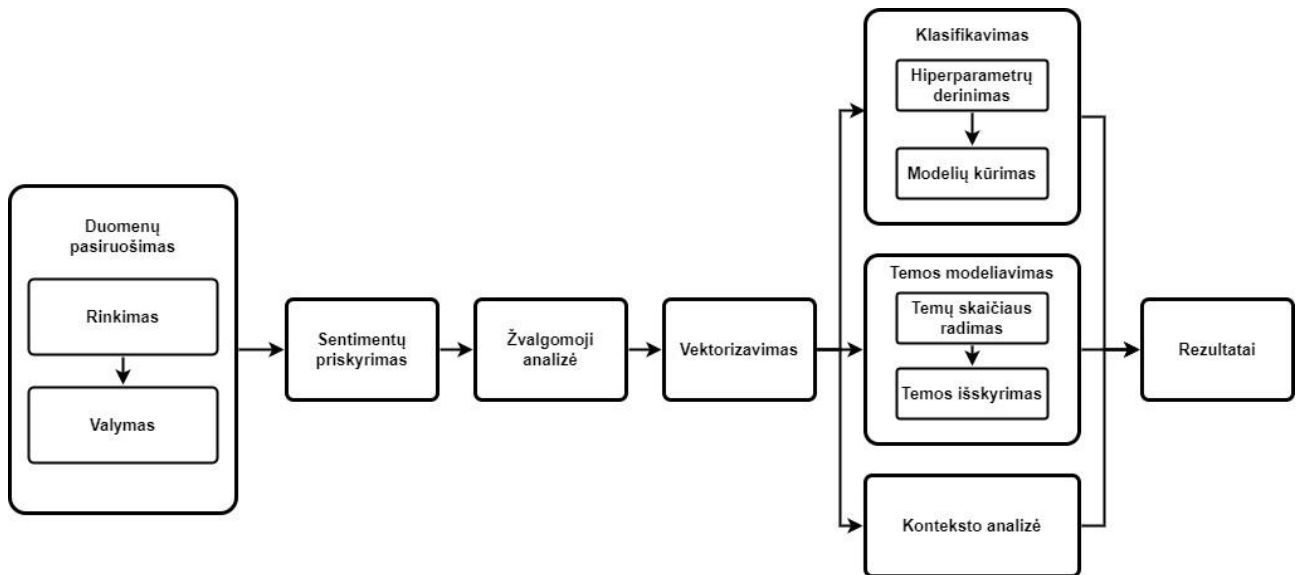 Duomenų
pasiruošimas
Rinkimas
Valymas
Sentimentų
priskyrimas
Žvalgomoji
analizė
Vektorizavimas
Klasifikavimas
Hiperparametrų
derinimas
Modelių kūrimas
Temos modeliavimas
Temų skaičiaus
radimas
Temos išskyrimas
Konteksto analizė
Rezultatai